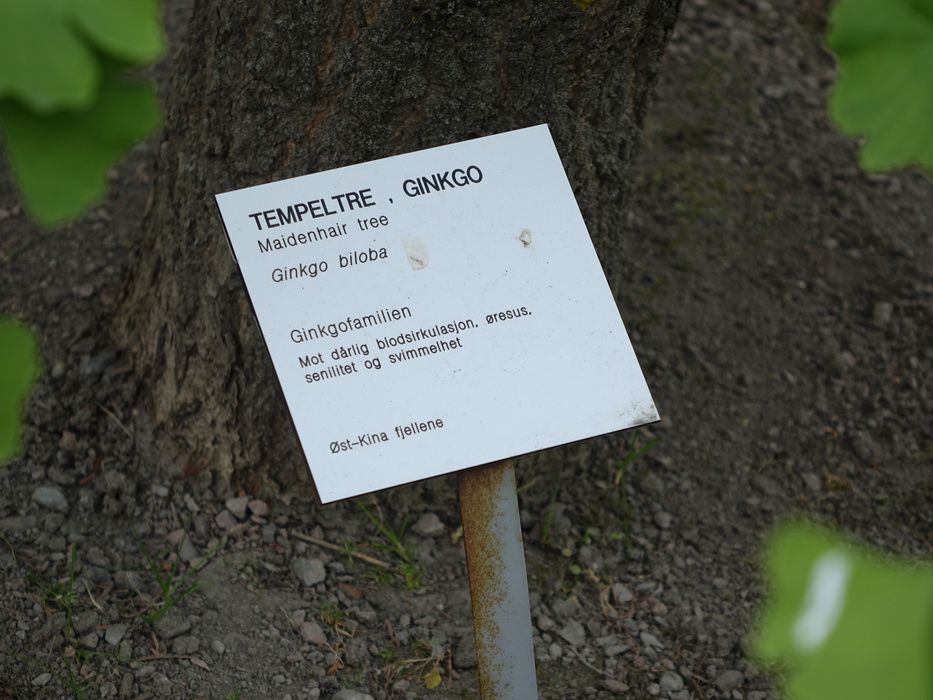 TEMPELTRE , GINKGO
Maidenhair tree
Ginkgo biloba
Ginkgofamilien
Mot dårlig blodsirkulasjon, øresus,
senilitet og svimmelhet
Øst-Kina fjellene